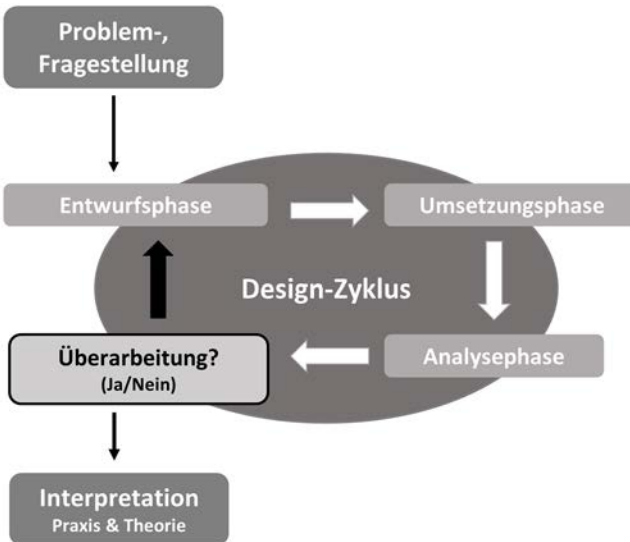 Problem-,
Fragestellung
Entwurfsphase
Umsetzungsphase
Design-Zyklus
Überarbeitung?
(Ja/Nein)
Analysephase
Interpretation
Praxis & Theorie